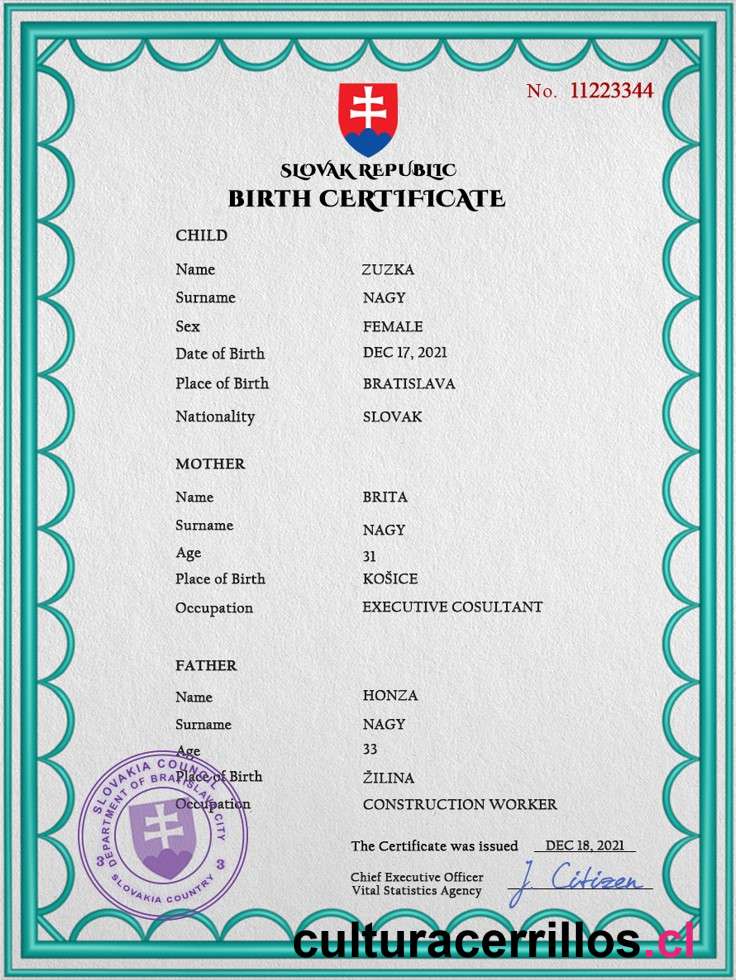 No. 11223344
SLOVAK REPUBLIC
BIRTH CERTIFICATE
CHILD
Name ZUZKA
Surname NAGY
Sex FEMALE
Date of Birth DEC 17, 2021
Place of Birth BRATISLAVA
Nationality SLOVAK
MOTHER
Name BRITA
Surname NAGY
Age 31
Place of Birth KOŠICE
Occupation EXECUTIVE COSULTANT
FATHER
Name HONZA
Surname NAGY
Age 33
Place of Birth ŽILINA
Occupation CONSTRUCTION WORKER
SLOVAKIA COUNCIL
DEPARTMENT OF BRATISLAVA CITY
3 3
SLOVAKIA COUNTRY
The Certificate was issued DEC 18, 2021
Chief Executive Officer
Vital Statistics Agency
J. Citizen
culturacerrillos.cl